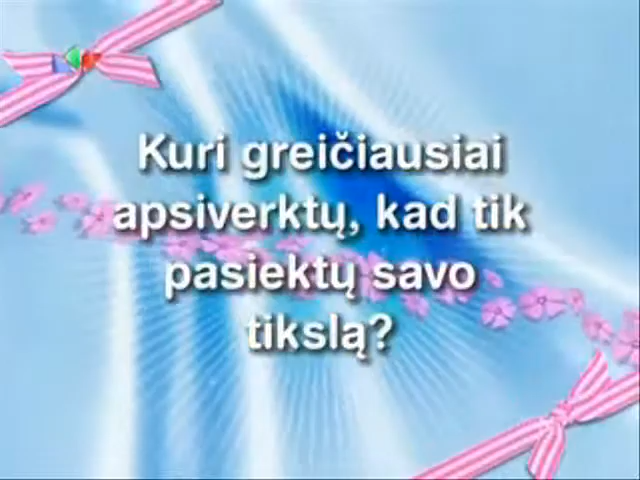 Kuri greičiausiai
apsiverktų, kad tik
pasiektų savo
tikslą?